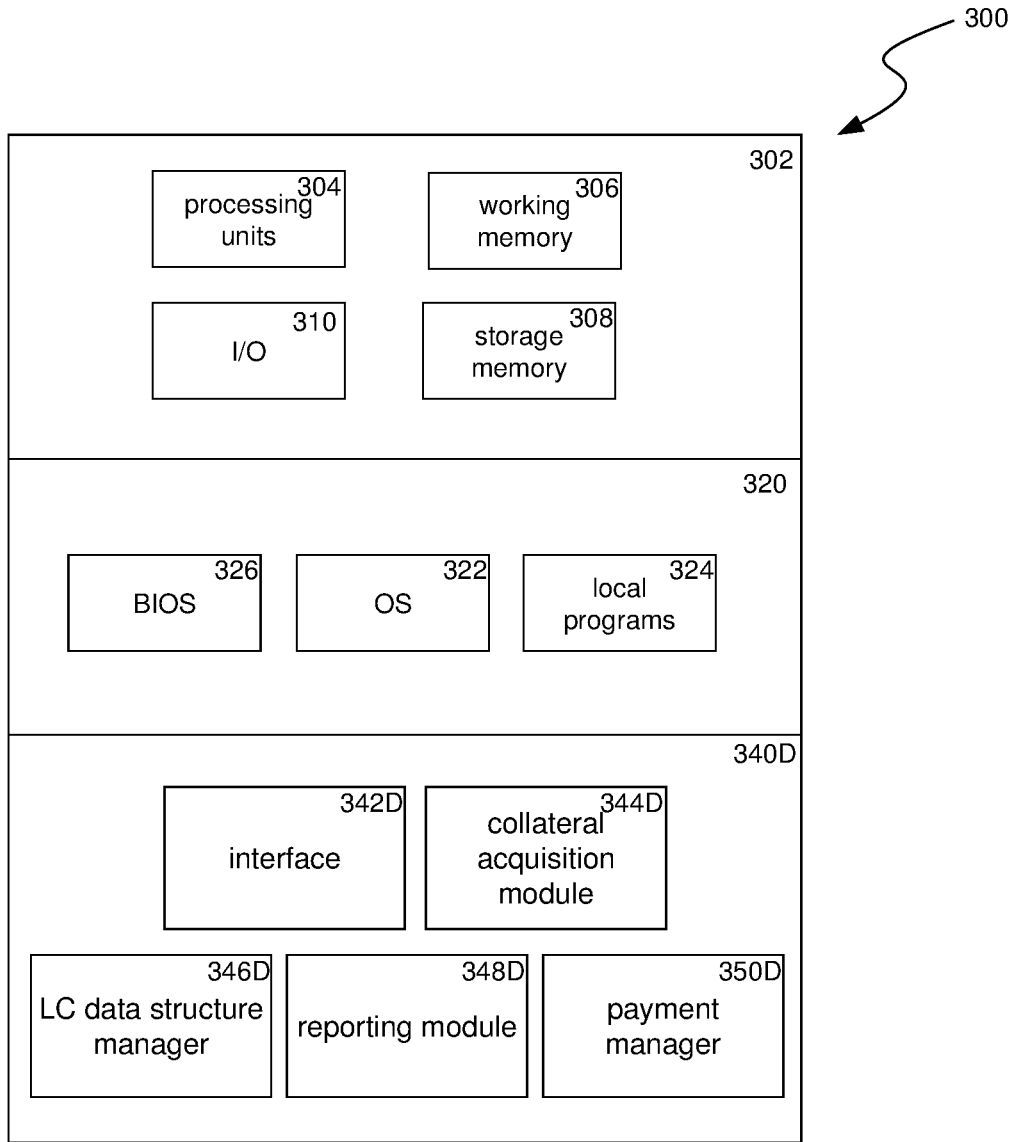 300
302
304
processing
units
306
working
memory
310
I/O
308
storage
memory
320
326
BIOS
322
OS
324
local
programs
340D
342D
interface
344D
collateral
acquisition
module
346D
LC data structure
manager
348D
reporting module
350D
payment
manager